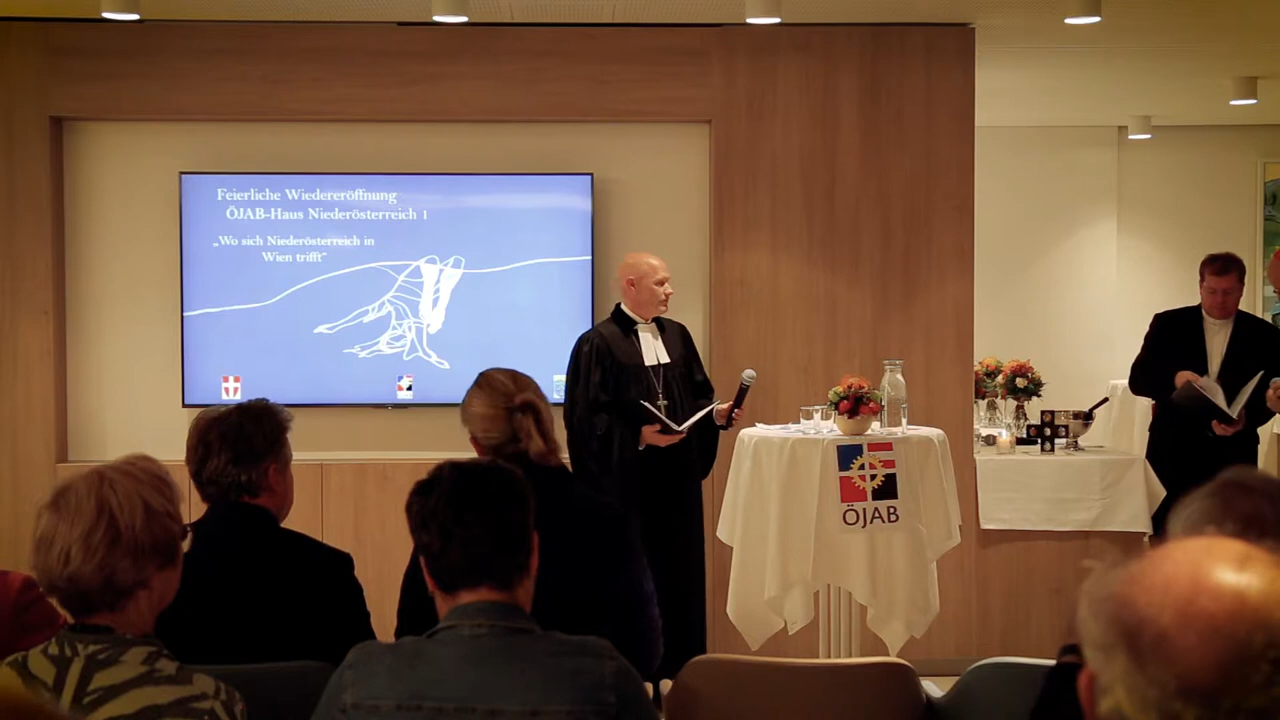 Feierliche Wiedereröffnung
ÖJAB-Haus Niederösterreich 1
„Wo sich Niederösterreich in
Wien trifft“
ÖJAB